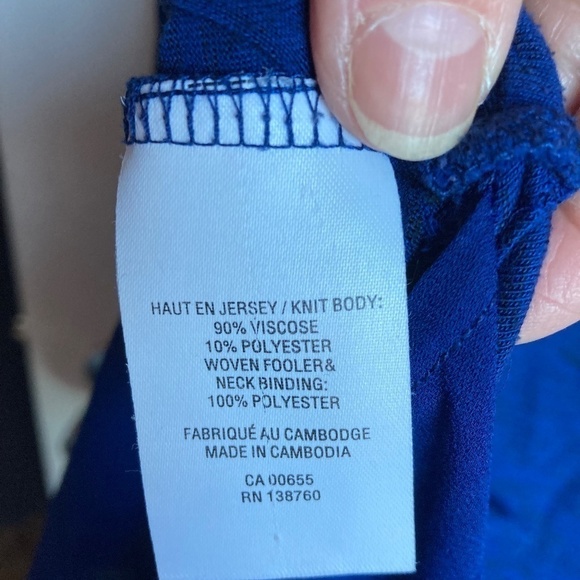 HAUT EN JERSEY / KNIT BODY:
90% VISCOSE
10% POLYESTER
WOVEN FOOLER&
NECK BINDING:
100% POLYESTER
FABRIQUÉ AU CAMBODGE
MADE IN CAMBODIA
CA 00655
RN 138760